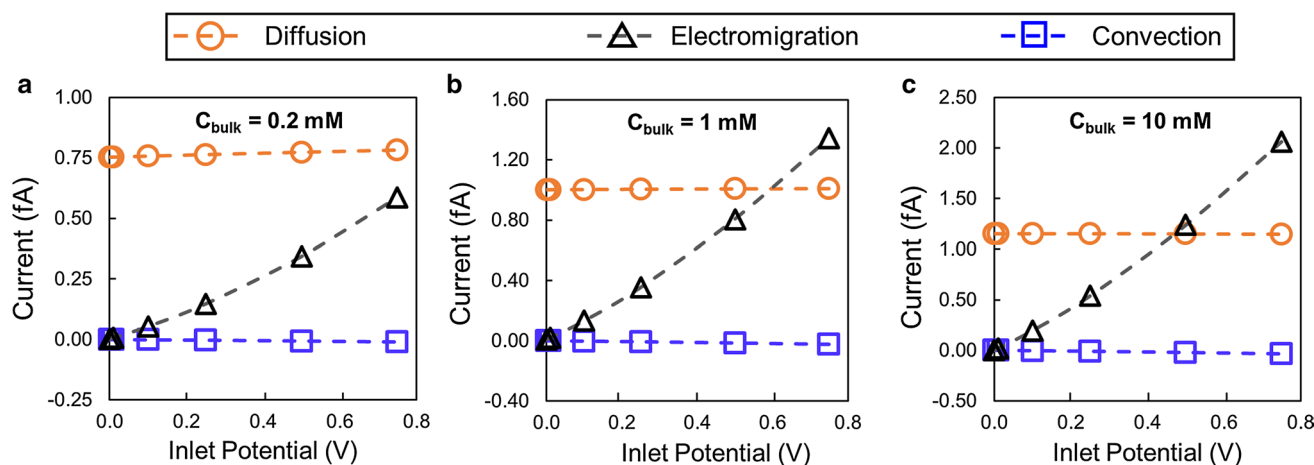 Diffusion Electromigration Convection
a b c
C_bulk = 0.2 mM
C_bulk = 1 mM
C_bulk = 10 mM
Current (fA)
1.00
0.75
0.50
0.25
0.00
-0.25
0.0 0.2 0.4 0.6 0.8
Inlet Potential (V)
Current (fA)
1.60
1.20
0.80
0.40
0.00
-0.40
0.0 0.2 0.4 0.6 0.8
Inlet Potential (V)
Current (fA)
2.50
2.00
1.50
1.00
0.50
0.00
-0.50
0.0 0.2 0.4 0.6 0.8
Inlet Potential (V)